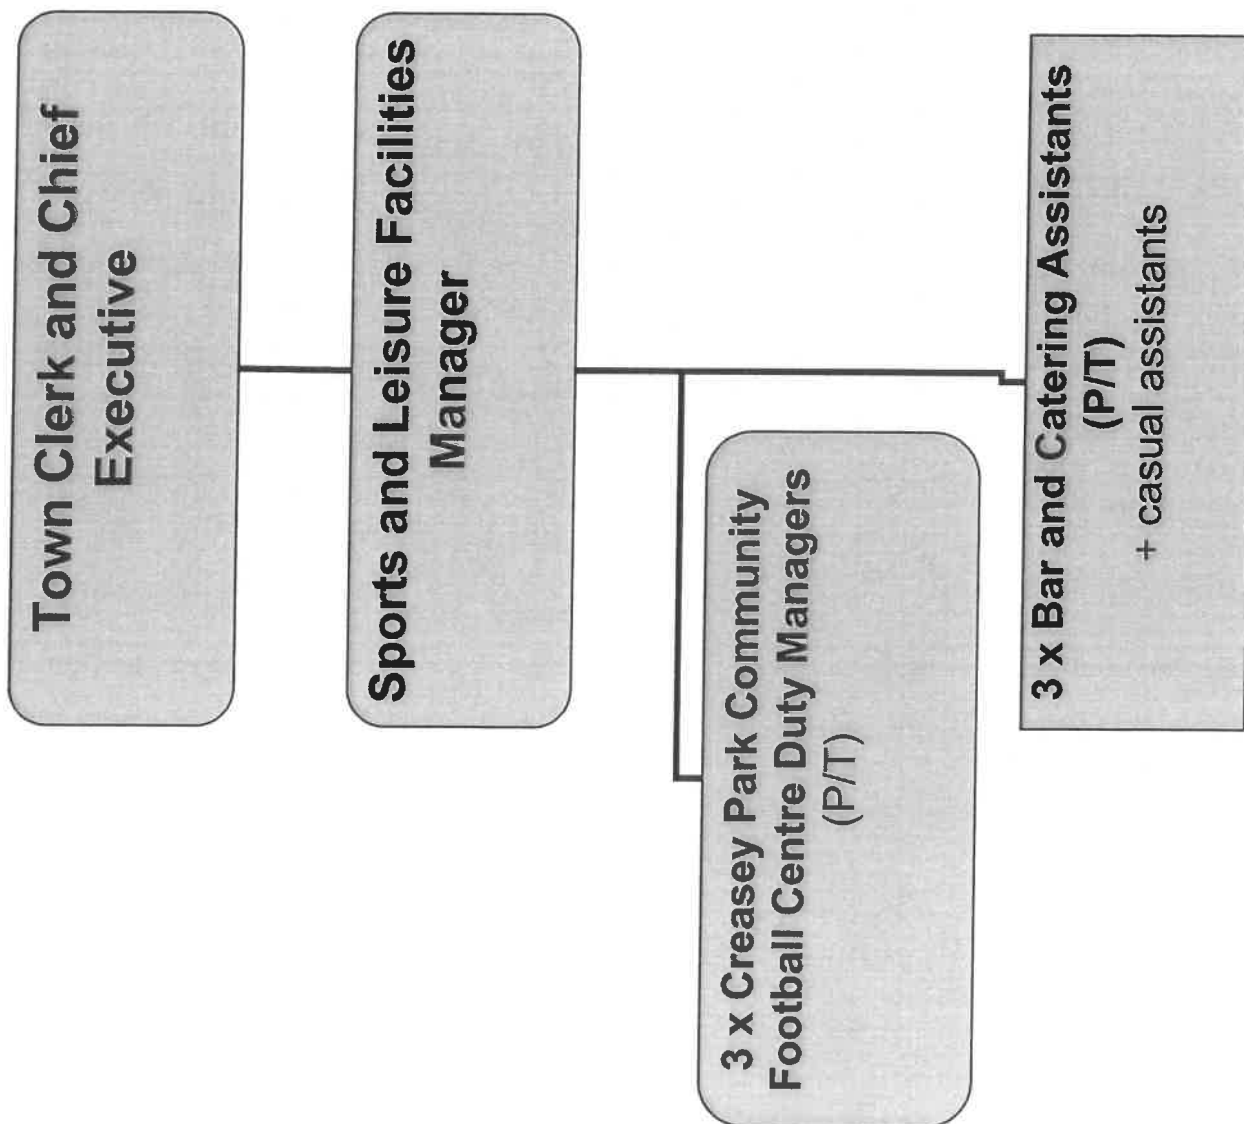 Town Clerk and Chief
Executive
Sports and Leisure Facilities
Manager
3 x Creasey Park Community
Football Centre Duty Managers
(P/T)
3 x Bar and Catering Assistants
(P/T)
+ casual assistants